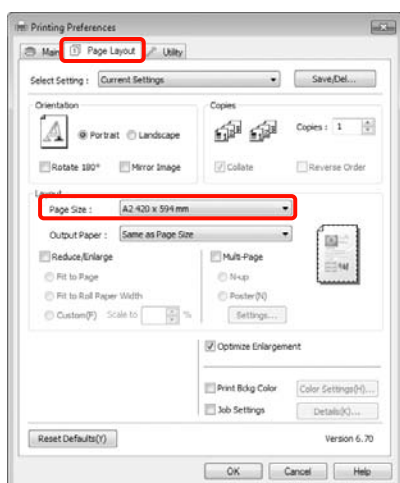 Printing Preferences
Main Page Layout Utility
Select Setting : Current Settings Save/Del...
Orientation Copies
Portrait Landscape Copies : 1
Rotate 180° Mirror Image Collate Reverse Order
Layout
Page Size : A2 420 x 594 mm
Output Paper : Same as Page Size
Reduce/Enlarge Multi-Page
Fit to Page N-up
Fit to Roll Paper Width Poster(N)
Custom(F) Scale to % Settings...
Optimize Enlargement
Print Bckg Color Color Settings(H)...
Job Settings Details(K)...
Reset Defaults(Y) Version 6.70
OK Cancel Help